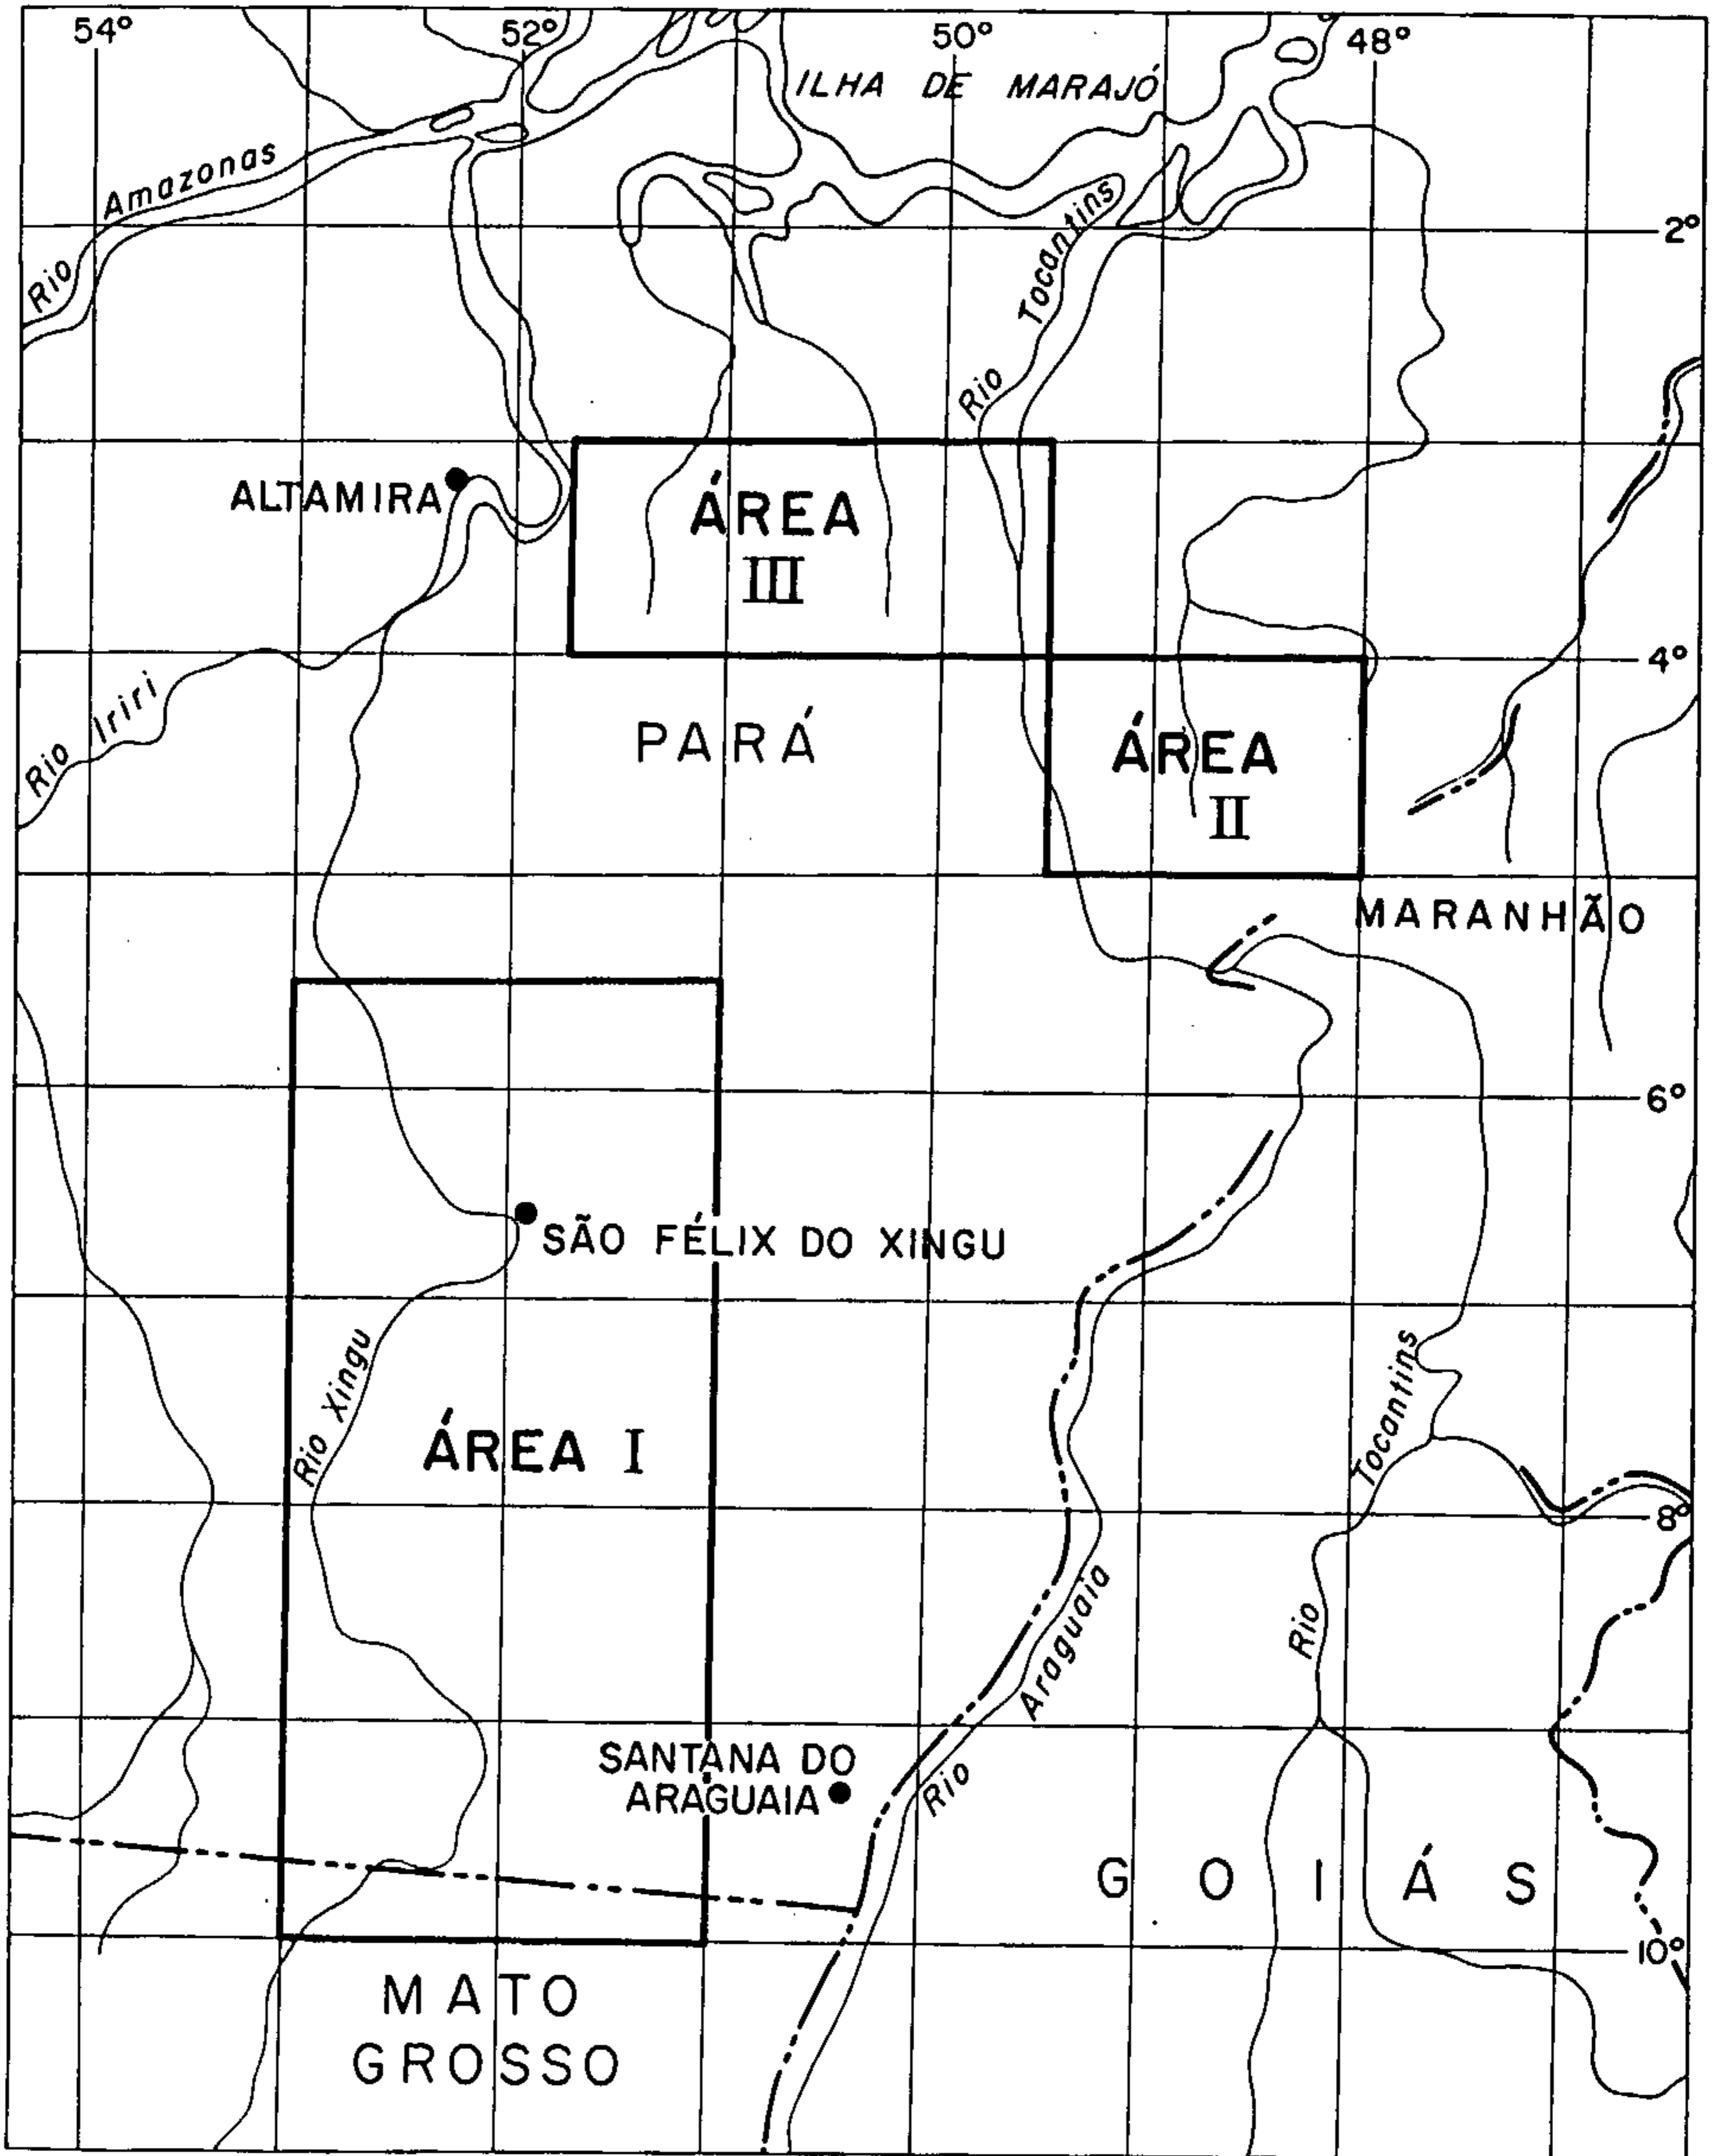 54°
52°
50°
48°
ILHA DE MARAJÓ
Rio Amazonas
2°
Rio Tocantins
ALTAMIRA
ÁREA
III
4°
Rio Iriri
PARÁ
ÁREA
II
MARANHÃO
6°
SÃO FÉLIX DO XINGU
Rio Xingu
ÁREA I
Rio Tocantins
8°
Rio Araguaia
SANTANA DO
ARAGUAIA
GOIÁS
10°
MATO
GROSSO